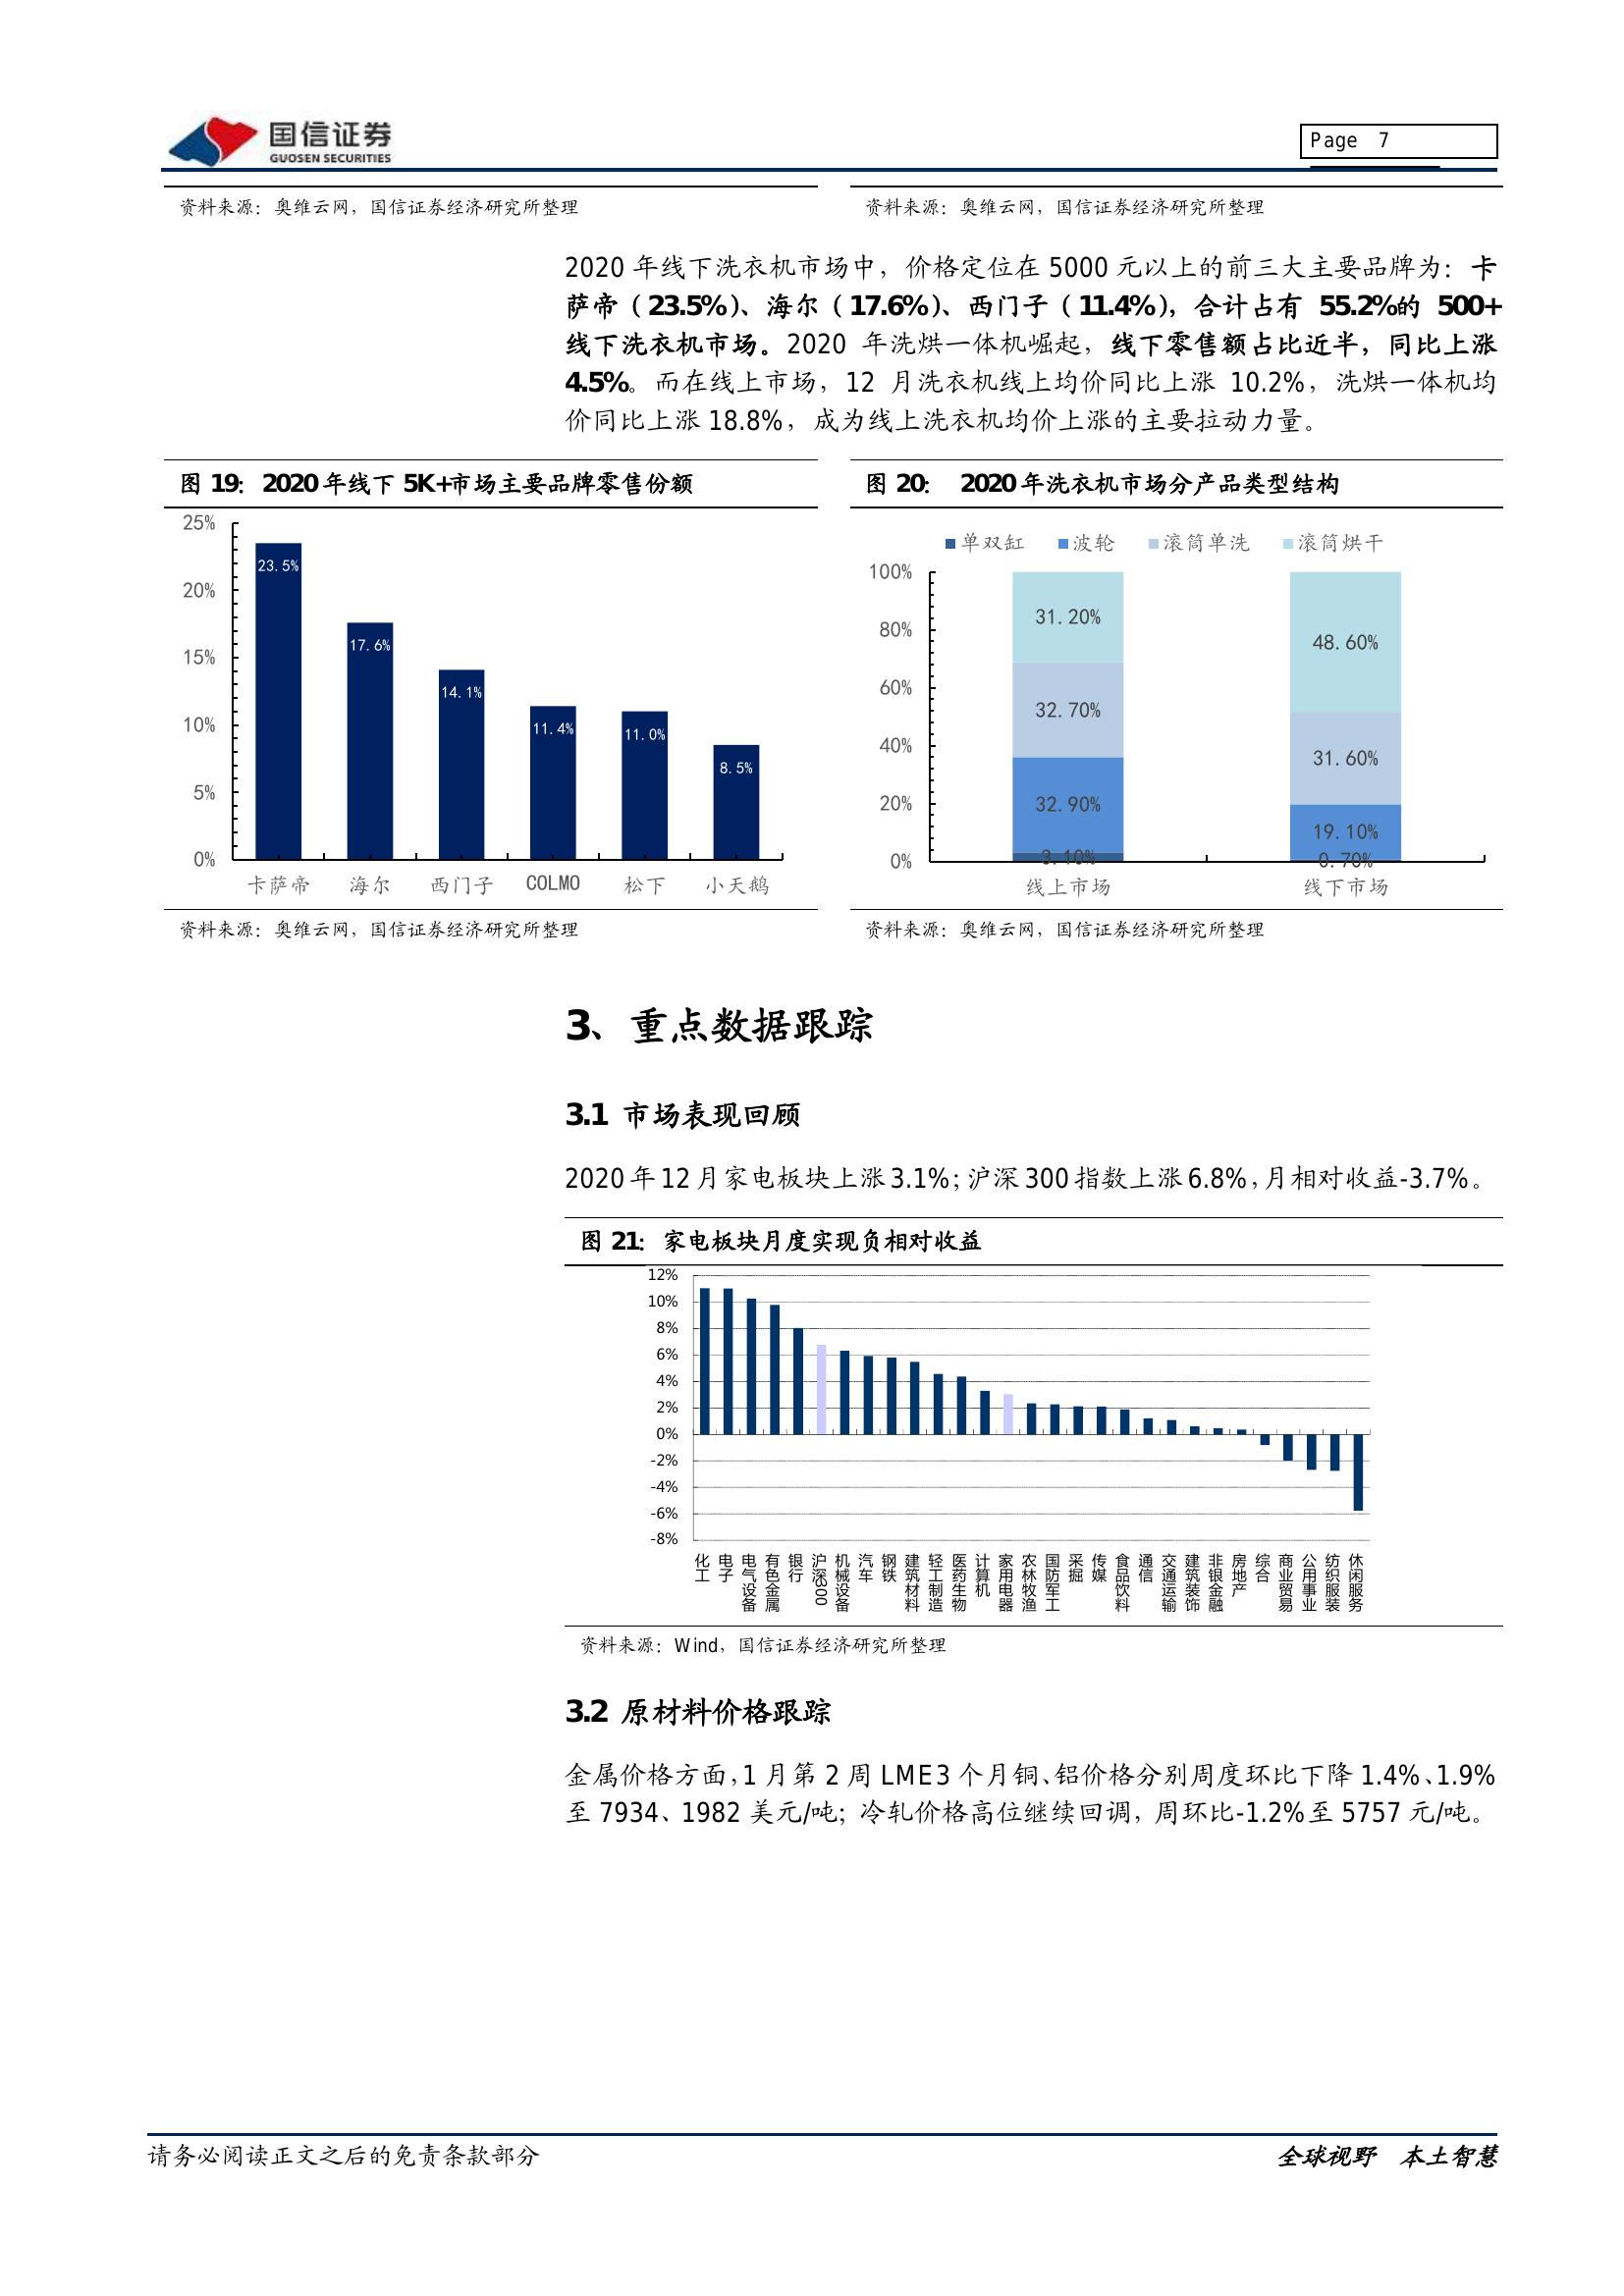 国信证券
GUOSEN SECURITIES
Page 7
资料来源：奥维云网，国信证券经济研究所整理
资料来源：奥维云网，国信证券经济研究所整理
2020 年线下洗衣机市场中，价格定位在 5000 元以上的前三大主要品牌为：卡
萨帝（23.5%）、海尔（17.6%）、西门子（11.4%），合计占有 55.2%的 500+
线下洗衣机市场。2020 年洗烘一体机崛起，线下零售额占比近半，同比上涨
4.5%。而在线上市场，12 月洗衣机线上均价同比上涨 10.2%，洗烘一体机均
价同比上涨 18.8%，成为线上洗衣机均价上涨的主要拉动力量。
图 19：2020 年线下 5K+市场主要品牌零售份额
25%
20%
15%
10%
5%
0%
23.5%
17.6%
14.1%
11.4%
11.0%
8.5%
卡萨帝 海尔 西门子 COLMO 松下 小天鹅
资料来源：奥维云网，国信证券经济研究所整理
图 20： 2020 年洗衣机市场分产品类型结构
单双缸 波轮 滚筒单洗 滚筒烘干
100%
80%
60%
40%
20%
0%
31.20%
32.70%
32.90%
3.10%
48.60%
31.60%
19.10%
0.70%
线上市场 线下市场
资料来源：奥维云网，国信证券经济研究所整理
3、重点数据跟踪
3.1 市场表现回顾
2020 年 12 月家电板块上涨 3.1%；沪深 300 指数上涨 6.8%，月相对收益-3.7%。
图 21：家电板块月度实现负相对收益
12%
10%
8%
6%
4%
2%
0%
-2%
-4%
-6%
-8%
化工 电子 电气设备 有色金属 银行 沪深300 机械设备 汽车 钢铁 建筑材料 轻工制造 医药生物 计算机 家用电器 农林牧渔 国防军工 采掘 传媒 食品饮料 通信 交通运输 建筑装饰 非银金融 房地产 综合 商业贸易 公用事业 纺织服装 休闲服务
资料来源：Wind，国信证券经济研究所整理
3.2 原材料价格跟踪
金属价格方面，1 月第 2 周 LME3 个月铜、铝价格分别周度环比下降 1.4%、1.9%
至 7934、1982 美元/吨；冷轧价格高位继续回调，周环比-1.2%至 5757 元/吨。
请务必阅读正文之后的免责条款部分
全球视野 本土智慧